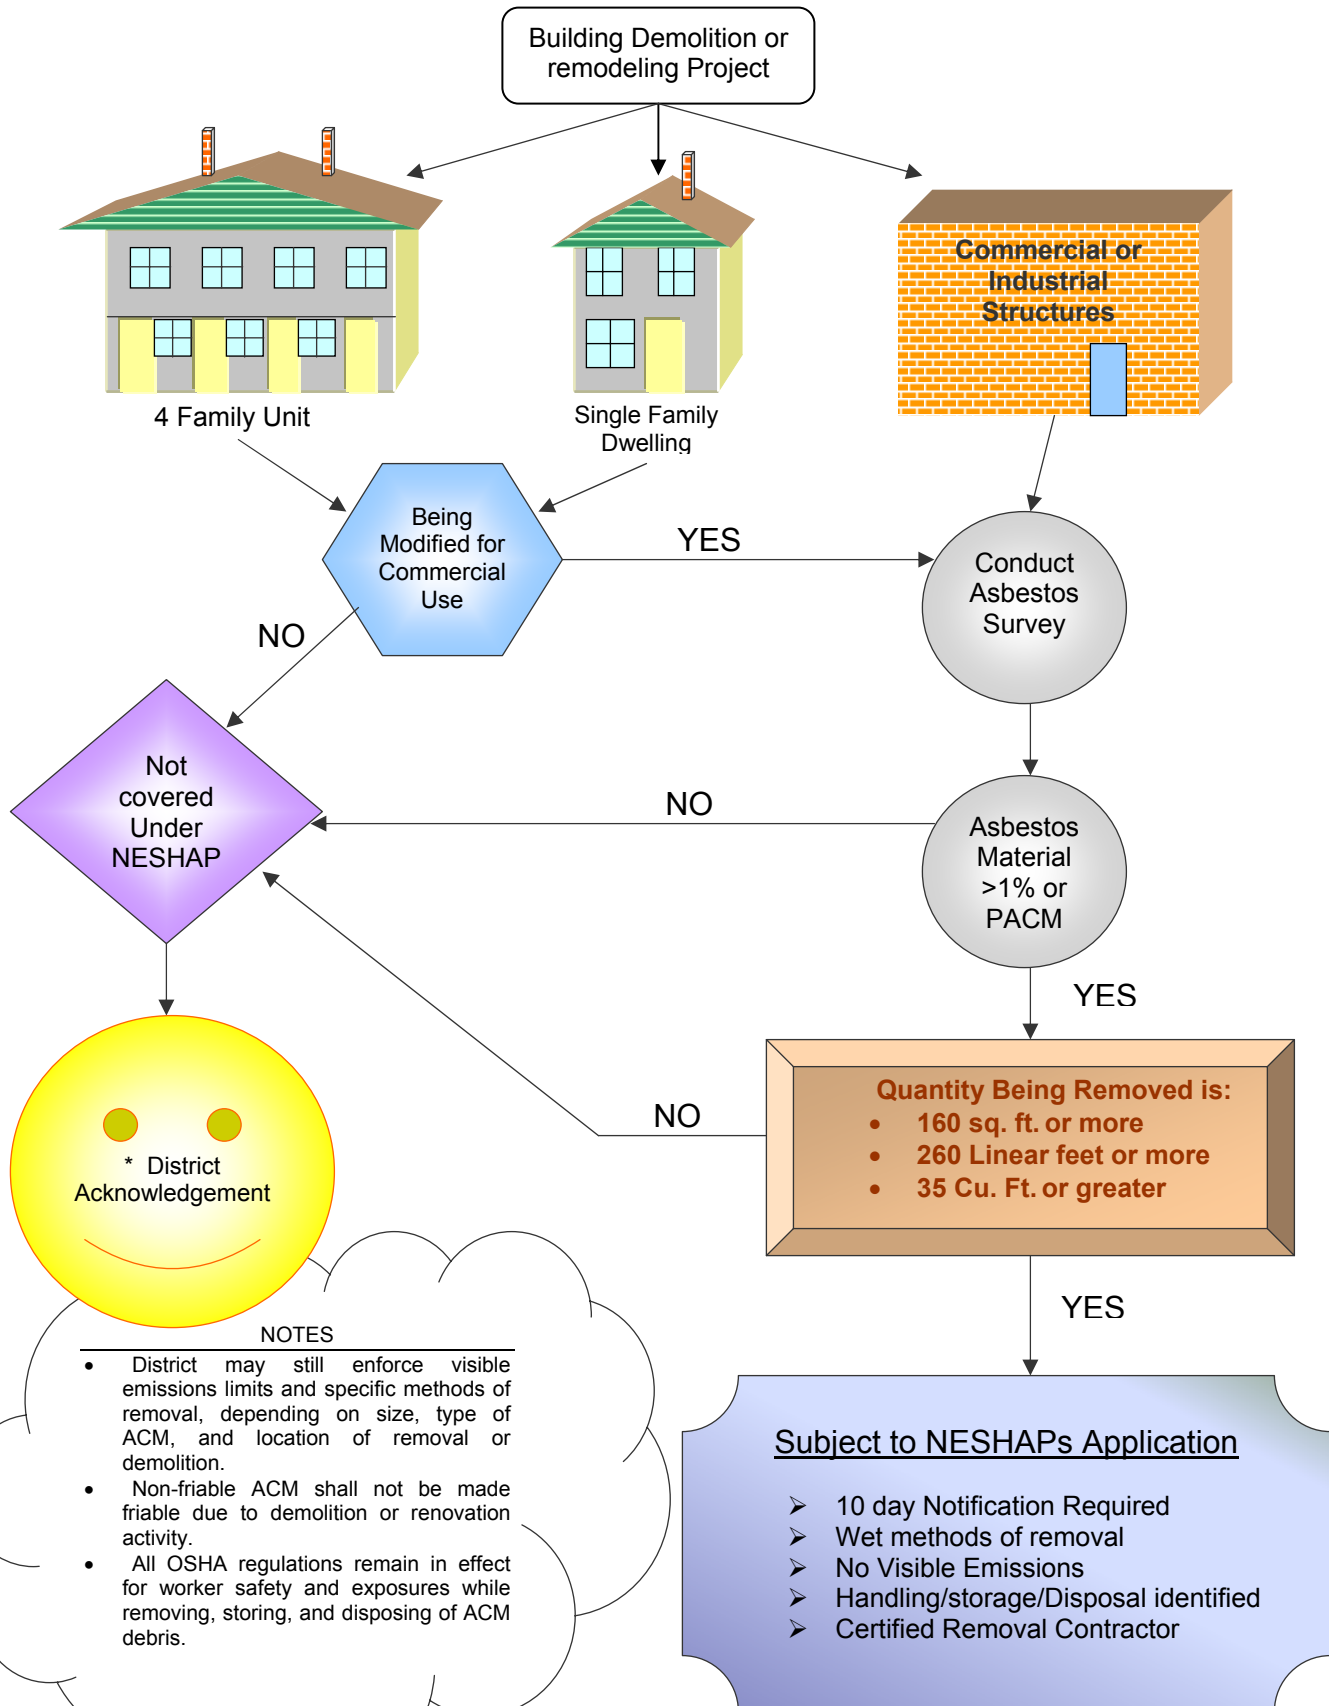 Building Demolition or
remodeling Project
Commercial or
Industrial
Structures
4 Family Unit
Single Family
Dwelling
Being
Modified for
Commercial
Use
YES
Conduct
Asbestos
Survey
NO
Not
covered
Under
NESHAP
NO
Asbestos
Material
>1% or
PACM
YES
Quantity Being Removed is:
• 160 sq. ft. or more
• 260 Linear feet or more
• 35 Cu. Ft. or greater
NO
* District
Acknowledgement
YES
NOTES
• District may still enforce visible
emissions limits and specific methods of
removal, depending on size, type of
ACM, and location of removal or
demolition.
• Non-friable ACM shall not be made
friable due to demolition or renovation
activity.
• All OSHA regulations remain in effect
for worker safety and exposures while
removing, storing, and disposing of ACM
debris.
Subject to NESHAPs Application
➢ 10 day Notification Required
➢ Wet methods of removal
➢ No Visible Emissions
➢ Handling/storage/Disposal identified
➢ Certified Removal Contractor